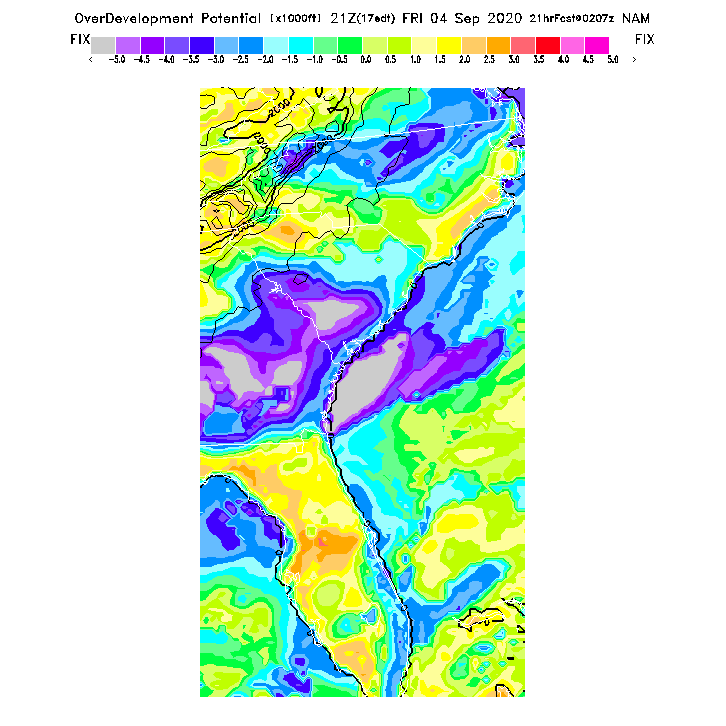 OverDevelopment Potential [x1000ft] 21Z(17edt) FRI 04 Sep 2020 21hrFcst@0207z NAM
FIX FIX
< -5.0 -4.5 -4.0 -3.5 -3.0 -2.5 -2.0 -1.5 -1.0 -0.5 0.0 0.5 1.0 1.5 2.0 2.5 3.0 3.5 4.0 4.5 5.0 >
2000
2000